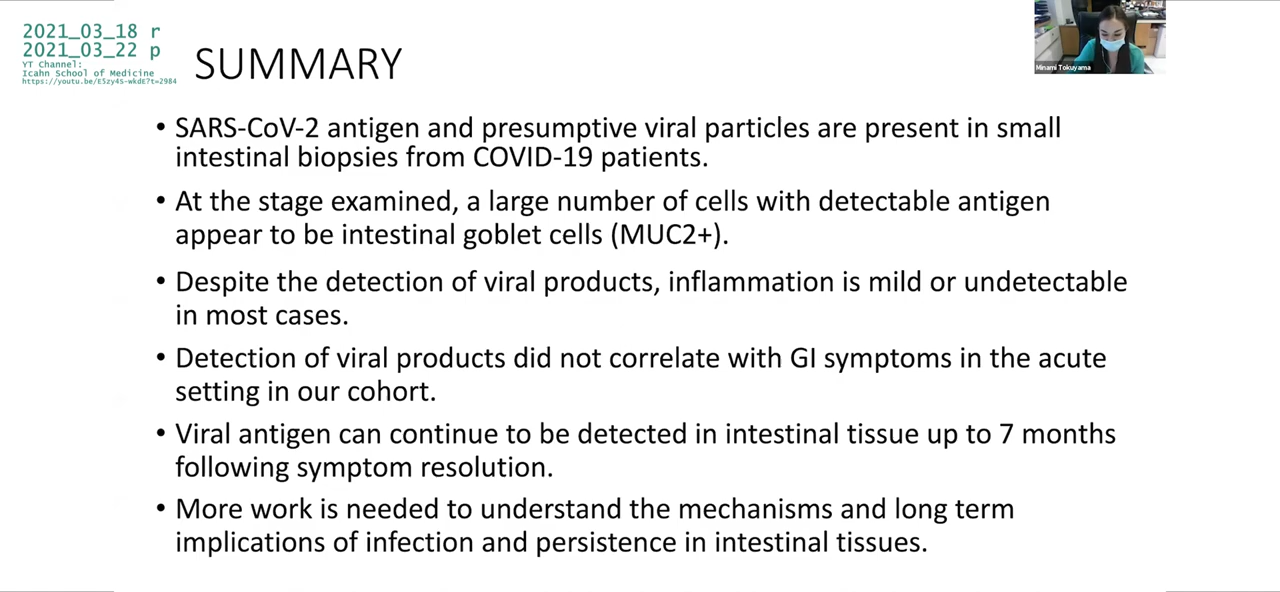 2021_03_18 r
2021_03_22 p
YT Channel:
Icahn School of Medicine
https://youtu.be/E5zy4S-wkdE?t=2984
SUMMARY
Minami Tokuyama
• SARS-CoV-2 antigen and presumptive viral particles are present in small
intestinal biopsies from COVID-19 patients.
• At the stage examined, a large number of cells with detectable antigen
appear to be intestinal goblet cells (MUC2+).
• Despite the detection of viral products, inflammation is mild or undetectable
in most cases.
• Detection of viral products did not correlate with GI symptoms in the acute
setting in our cohort.
• Viral antigen can continue to be detected in intestinal tissue up to 7 months
following symptom resolution.
• More work is needed to understand the mechanisms and long term
implications of infection and persistence in intestinal tissues.